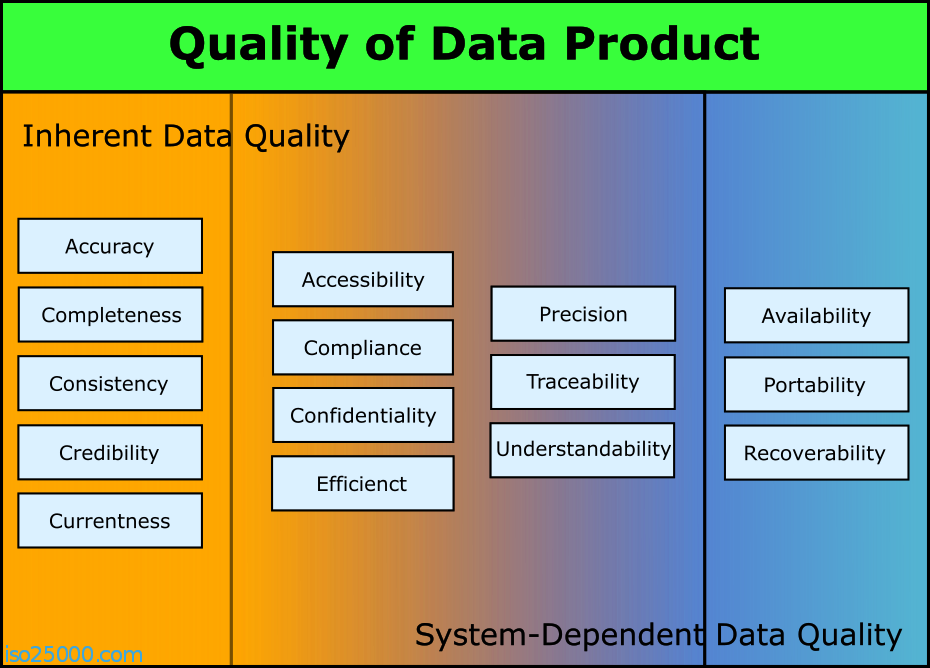 Quality of Data Product
Inherent Data Quality
Accuracy
Completeness
Consistency
Credibility
Currentness
Accessibility
Compliance
Confidentiality
Efficienct
Precision
Traceability
Understandability
Availability
Portability
Recoverability
System-Dependent Data Quality
iso25000.com